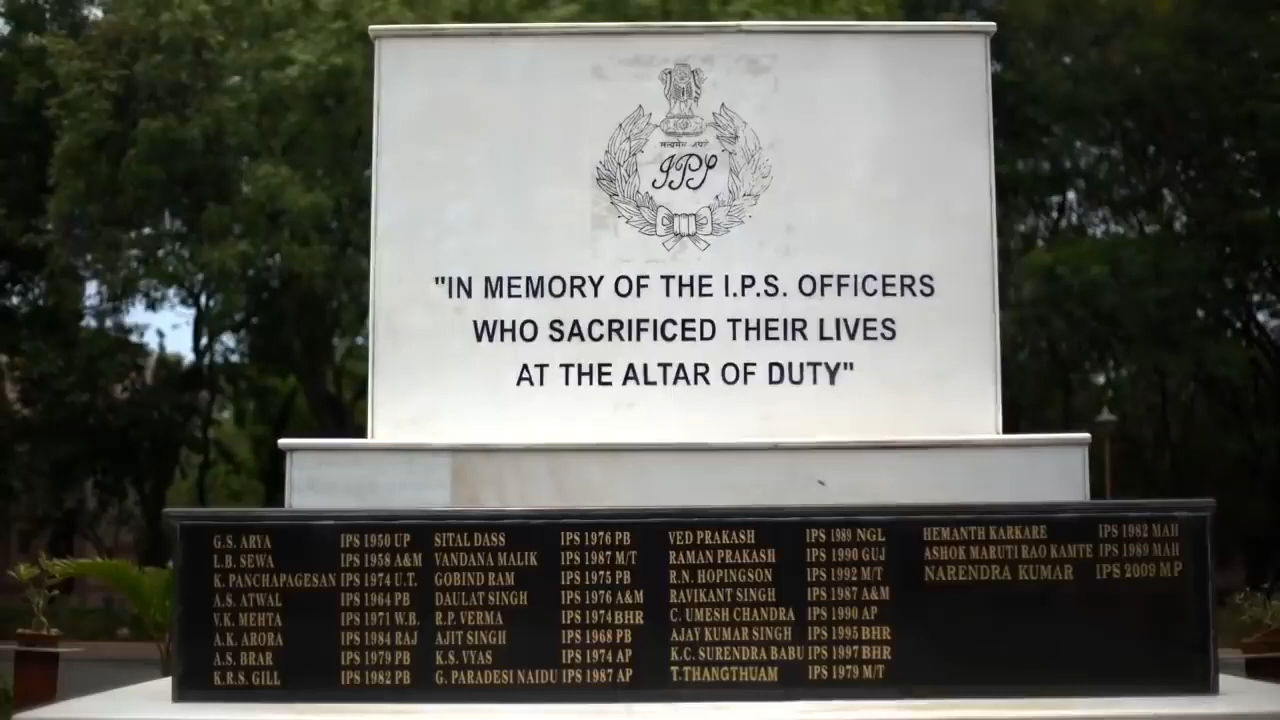 सत्यमेव जयते
IPS
"IN MEMORY OF THE I.P.S. OFFICERS
WHO SACRIFICED THEIR LIVES
AT THE ALTAR OF DUTY"
G.S. ARYA IPS 1950 UP
L.B. SEWA IPS 1958 A&M
K. PANCHAPAGESAN IPS 1974 U.T.
A.S. ATWAL IPS 1964 PB
V.K. MEHTA IPS 1971 W.B.
A.K. ARORA IPS 1984 RAJ
A.S. BRAR IPS 1979 PB
K.R.S. GILL IPS 1982 PB
SITAL DASS IPS 1976 PB
VANDANA MALIK IPS 1987 M/T
GOBIND RAM IPS 1975 PB
DAULAT SINGH IPS 1976 A&M
R.P. VERMA IPS 1974 BHR
AJIT SINGH IPS 1968 PB
K.S. VYAS IPS 1974 AP
G. PARADESI NAIDU IPS 1987 AP
VED PRAKASH IPS 1989 NGL
RAMAN PRAKASH IPS 1990 GUJ
R.N. HOPINGSON IPS 1992 M/T
RAVIKANT SINGH IPS 1987 A&M
C. UMESH CHANDRA IPS 1990 AP
AJAY KUMAR SINGH IPS 1995 BHR
K.C. SURENDRA BABU IPS 1997 BHR
T.THANGTHUAM IPS 1979 M/T
HEMANTH KARKARE IPS 1982 MAH
ASHOK MARUTI RAO KAMTE IPS 1989 MAH
NARENDRA KUMAR IPS 2009 MP